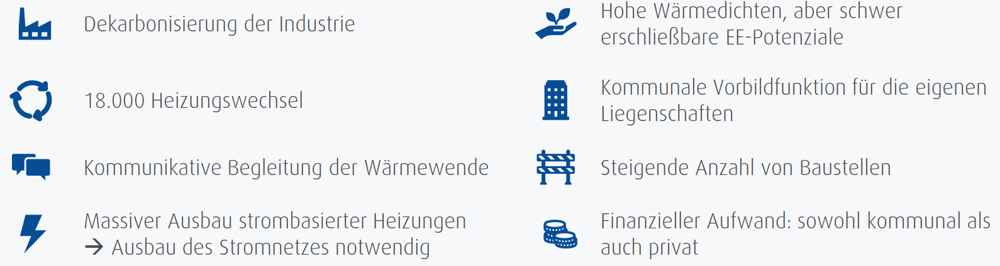 Dekarbonisierung der Industrie
18.000 Heizungswechsel
Kommunikative Begleitung der Wärmewende
Massiver Ausbau strombasierter Heizungen
→ Ausbau des Stromnetzes notwendig
Hohe Wärmedichten, aber schwer
erschließbare EE-Potenziale
Kommunale Vorbildfunktion für die eigenen
Liegenschaften
Steigende Anzahl von Baustellen
Finanzieller Aufwand: sowohl kommunal als
auch privat